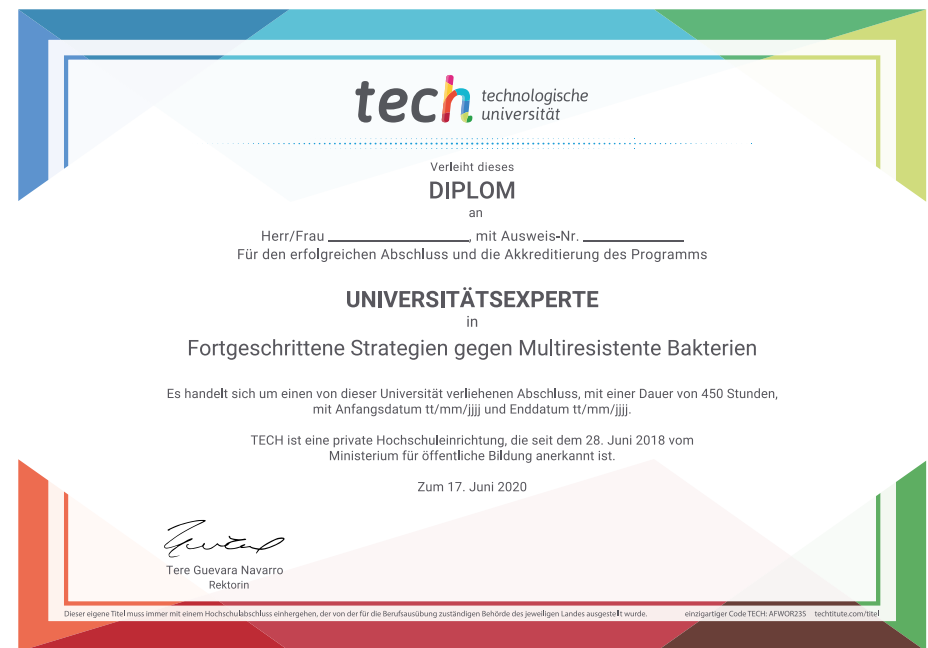 tech technologische
universität
Verleiht dieses
DIPLOM
an
Herr/Frau ____________________, mit Ausweis-Nr. ______________
Für den erfolgreichen Abschluss und die Akkreditierung des Programms
UNIVERSITÄTSEXPERTE
in
Fortgeschrittene Strategien gegen Multiresistente Bakterien
Es handelt sich um einen von dieser Universität verliehenen Abschluss, mit einer Dauer von 450 Stunden,
mit Anfangsdatum tt/mm/jjjj und Enddatum tt/mm/jjjj.
TECH ist eine private Hochschuleinrichtung, die seit dem 28. Juni 2018 vom
Ministerium für öffentliche Bildung anerkannt ist.
Zum 17. Juni 2020
Tere Guevara Navarro
Rektorin
Dieser eigene Titel muss immer mit einem Hochschulabschluss einhergehen, der von der für die Berufsausübung zuständigen Behörde des jeweiligen Landes ausgestellt wurde. einzigartiger Code TECH: AFWOR23S techtitute.com/titel